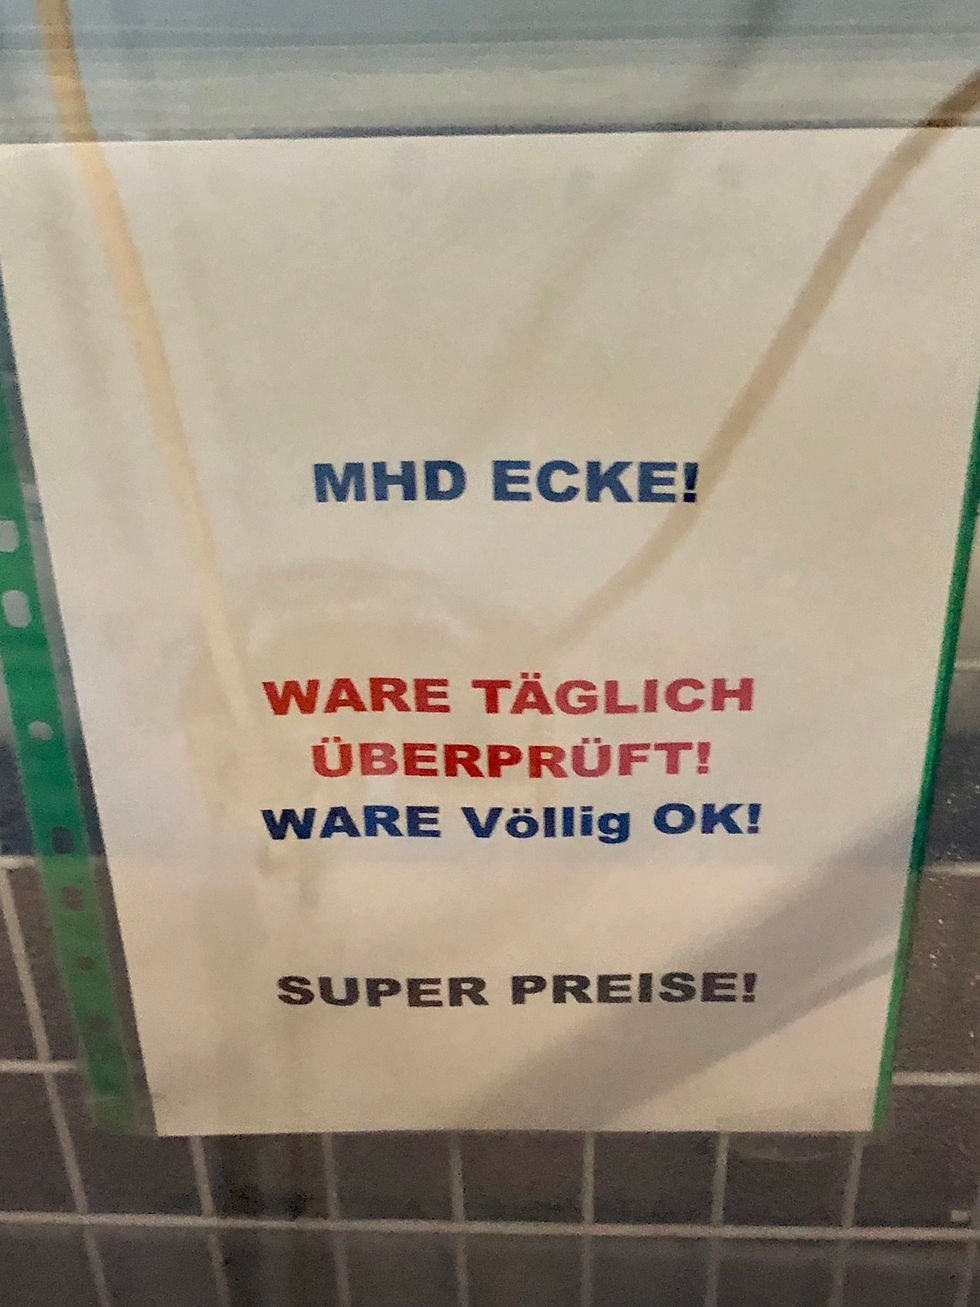 MHD ECKE!
WARE TÄGLICH
ÜBERPRÜFT!
WARE Völlig OK!
SUPER PREISE!